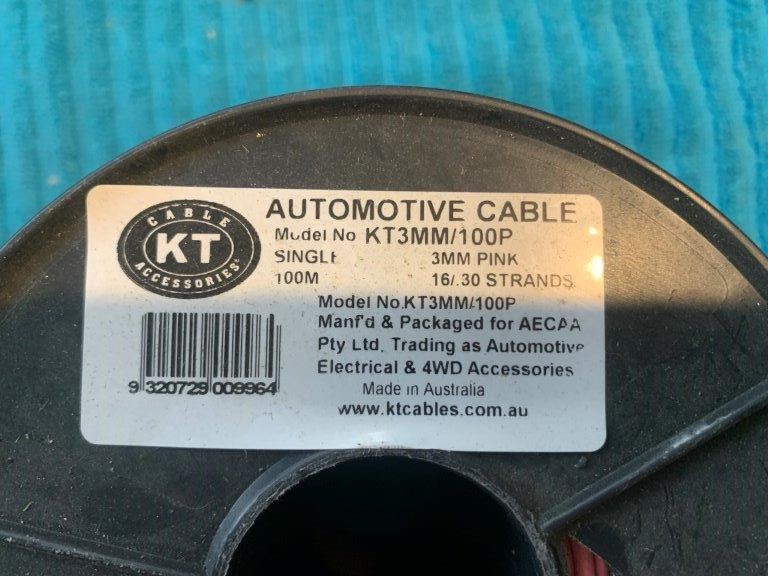 CABLE
KT
ACCESSORIES
AUTOMOTIVE CABLE
Model No KT3MM/100P
SINGLE 3MM PINK
100M 16/.30 STRANDS
Model No.KT3MM/100P
Manf'd & Packaged for AECAA
Pty Ltd. Trading as Automotive
Electrical & 4WD Accessories
Made in Australia
www.ktcables.com.au
9 320729 009964